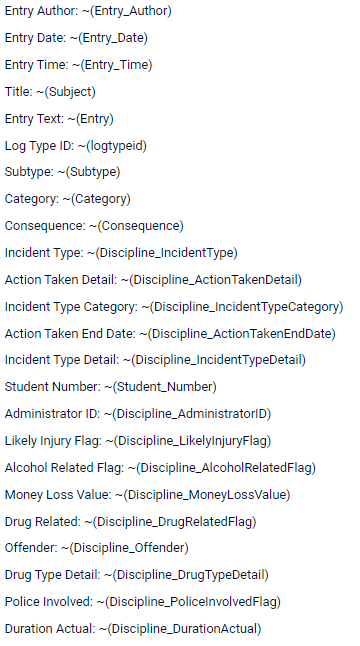 Entry Author: ~(Entry_Author)
Entry Date: ~(Entry_Date)
Entry Time: ~(Entry_Time)
Title: ~(Subject)
Entry Text: ~(Entry)
Log Type ID: ~(logtypeid)
Subtype: ~(Subtype)
Category: ~(Category)
Consequence: ~(Consequence)
Incident Type: ~(Discipline_IncidentType)
Action Taken Detail: ~(Discipline_ActionTakenDetail)
Incident Type Category: ~(Discipline_IncidentTypeCategory)
Action Taken End Date: ~(Discipline_ActionTakenEndDate)
Incident Type Detail: ~(Discipline_IncidentTypeDetail)
Student Number: ~(Student_Number)
Administrator ID: ~(Discipline_AdministratorID)
Likely Injury Flag: ~(Discipline_LikelyInjuryFlag)
Alcohol Related Flag: ~(Discipline_AlcoholRelatedFlag)
Money Loss Value: ~(Discipline_MoneyLossValue)
Drug Related: ~(Discipline_DrugRelatedFlag)
Offender: ~(Discipline_Offender)
Drug Type Detail: ~(Discipline_DrugTypeDetail)
Police Involved: ~(Discipline_PoliceInvolvedFlag)
Duration Actual: ~(Discipline_DurationActual)